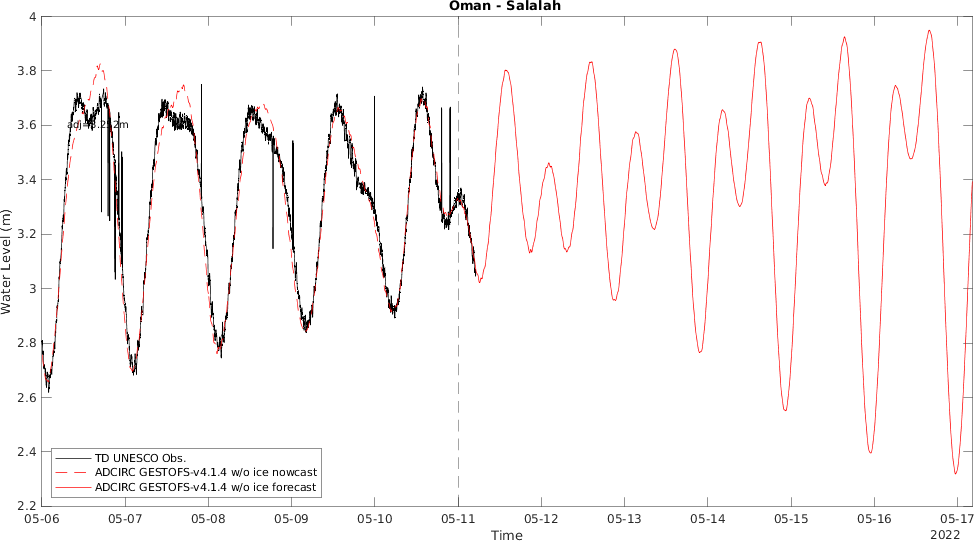 Oman - Salalah
4
3.8
3.6
3.4
3.2
3
2.8
2.6
2.4
2.2
Water Level (m)
TD UNESCO Obs.
ADCIRC GESTOFS-v4.1.4 w/o ice nowcast
ADCIRC GESTOFS-v4.1.4 w/o ice forecast
05-06 05-07 05-08 05-09 05-10 05-11 05-12 05-13 05-14 05-15 05-16 05-17
Time
2022